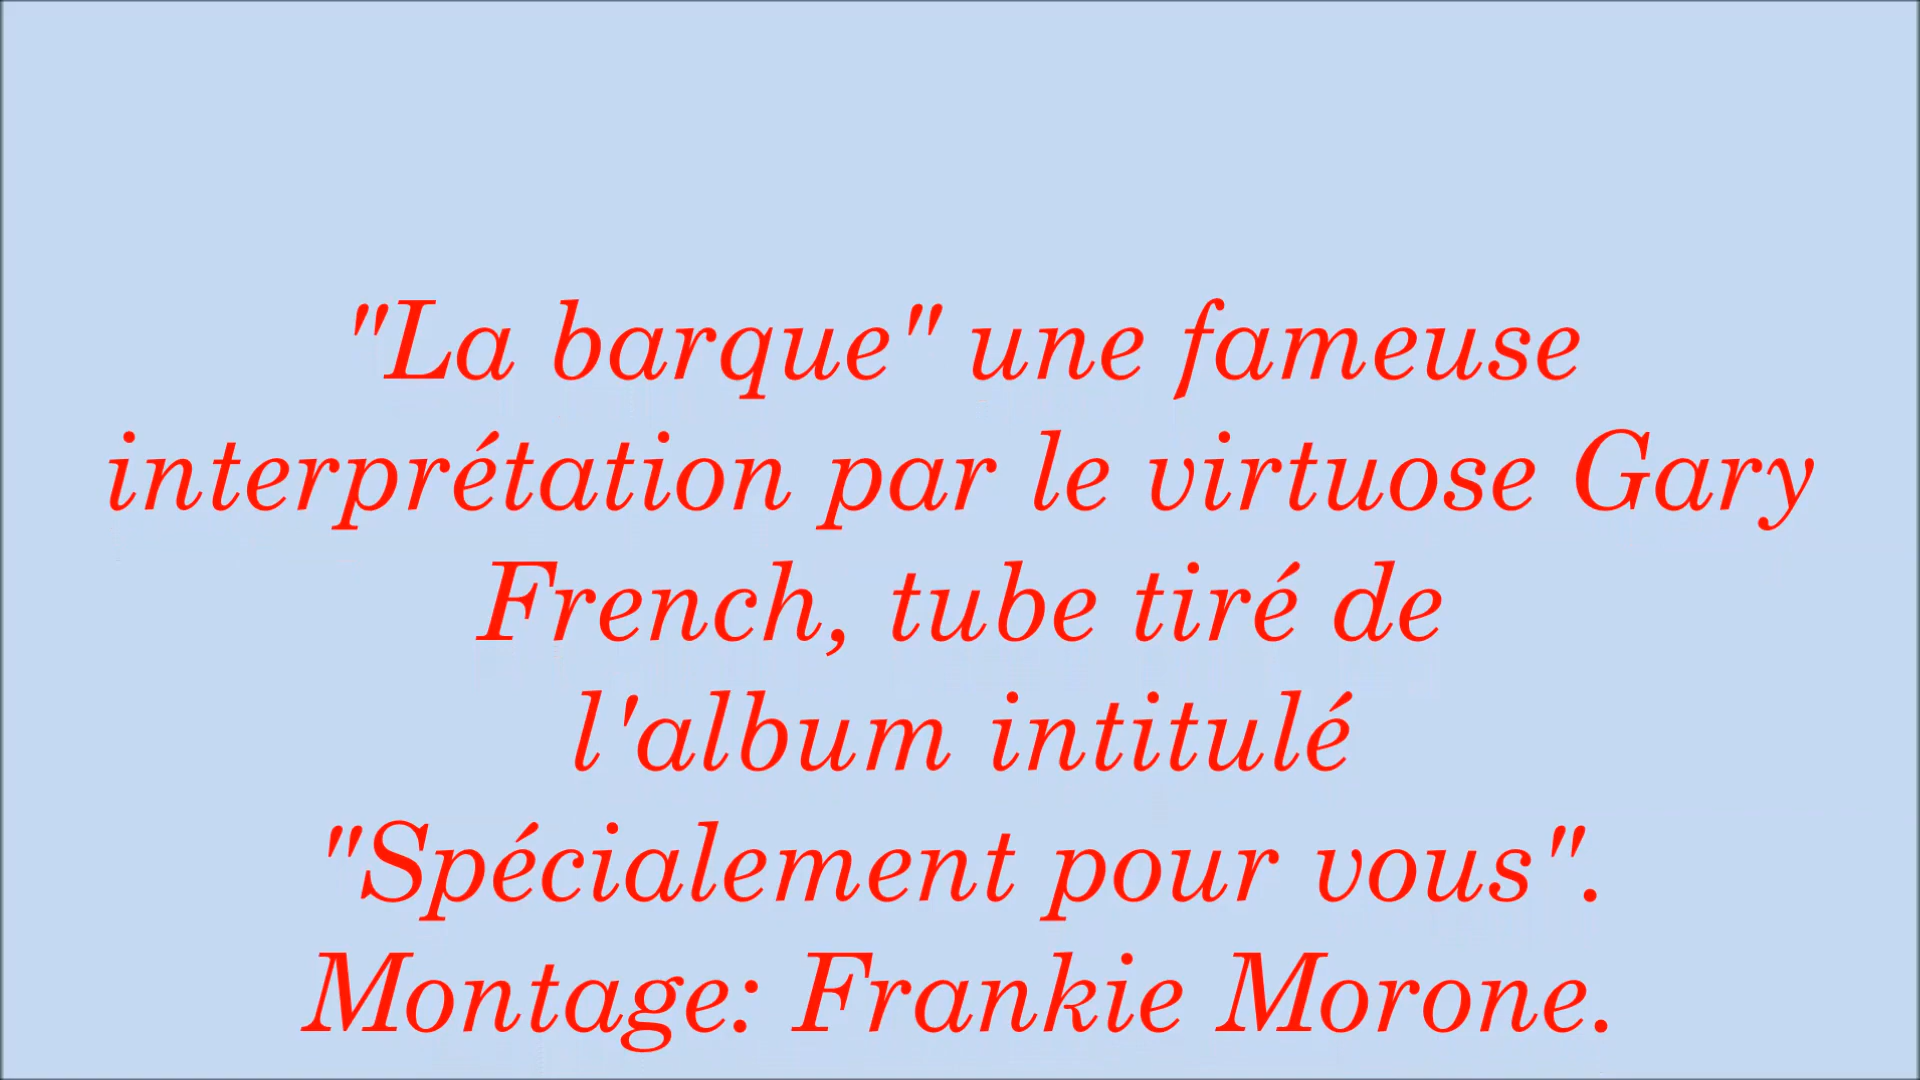 "La barque" une fameuse
interprétation par le virtuose Gary
French, tube tiré de
l'album intitulé
"Spécialement pour vous".
Montage: Frankie Morone.